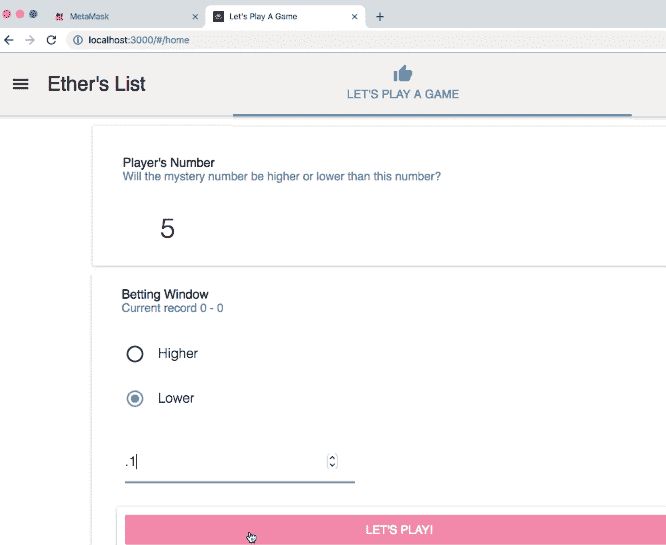 MetaMask
Let's Play A Game
localhost:3000/#/home
Ether's List
LET'S PLAY A GAME
Player's Number
Will the mystery number be higher or lower than this number?
5
Betting Window
Current record 0 - 0
Higher
Lower
.1
LET'S PLAY!